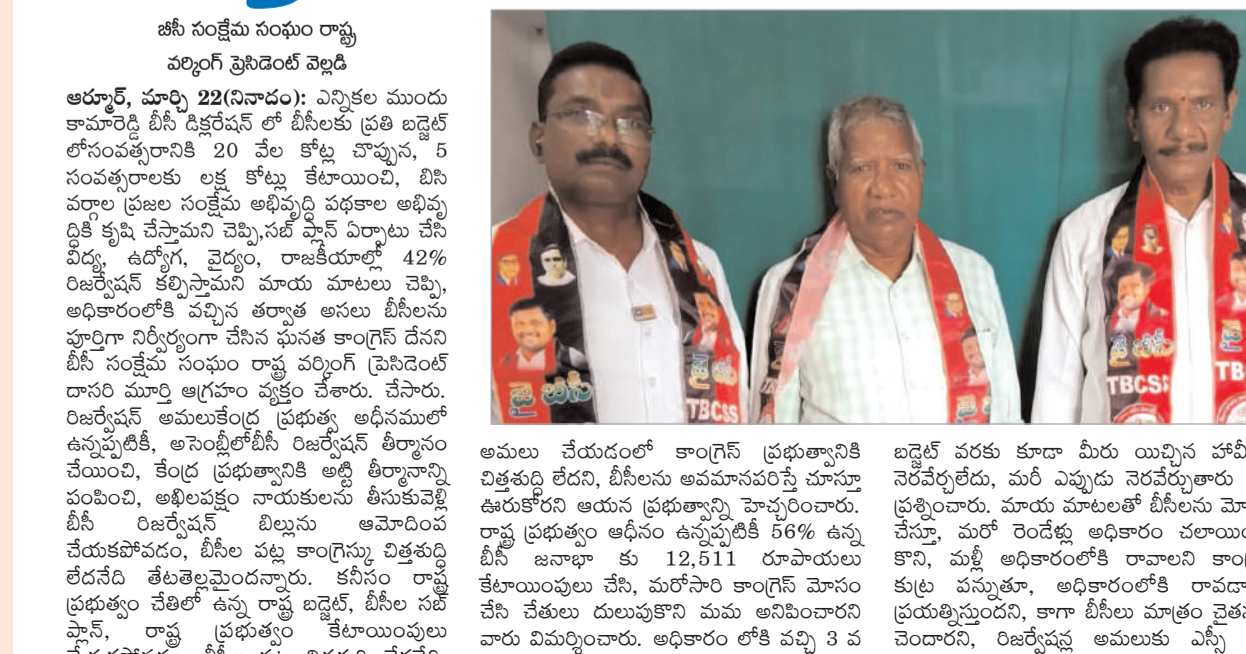 బీసీ సంక్షేమ సంఘం రాష్ట్ర
వర్కింగ్ ప్రెసిడెంట్ వెల్లడి
ఆర్మూర్, మార్చి 22(నినాదం): ఎన్నికల ముందు
కామారెడ్డి బీసీ డిక్లరేషన్ లో బీసీలకు ప్రతి బడ్జెట్
లోసంవత్సరానికి 20 వేల కోట్ల చొప్పున, 5
సంవత్సరాలకు లక్ష కోట్లు కేటాయించి, బిసి
వర్గాల ప్రజల సంక్షేమ అభివృద్ధి పథకాల అభివృ
ద్ధికి కృషి చేస్తామని చెప్పి,సబ్ ప్లాన్ ఏర్పాటు చేసి
విద్య, ఉద్యోగ, వైద్యం, రాజకీయాల్లో 42%
రిజర్వేషన్ కల్పిస్తామని మాయ మాటలు చెప్పి,
అధికారంలోకి వచ్చిన తర్వాత అసలు బీసీలను
పూర్తిగా నిర్వీర్యంగా చేసిన ఘనత కాంగ్రెస్ దేనని
బీసీ సంక్షేమ సంఘం రాష్ట్ర వర్కింగ్ ప్రెసిడెంట్
దాసరి మూర్తి ఆగ్రహం వ్యక్తం చేశారు. చేసారు.
రిజర్వేషన్ అమలుకేంద్ర ప్రభుత్వ అధీనములో
ఉన్నప్పటికీ, అసెంబ్లీలోబీసీ రిజర్వేషన్ తీర్మానం
చేయించి, కేంద్ర ప్రభుత్వానికి అట్టి తీర్మానాన్ని
పంపించి, అఖిలపక్షం నాయకులను తీసుకువెళ్లి
బీసీ రిజర్వేషన్ బిల్లును ఆమోదింప
చేయకపోవడం, బీసీల పట్ల కాంగ్రెస్కు చిత్తశుద్ధి
లేదనేది తేటతెల్లమైందన్నారు. కనీసం రాష్ట్ర
ప్రభుత్వం చేతిలో ఉన్న రాష్ట్ర బడ్జెట్, బీసీల సబ్
ప్లాన్, రాష్ట్ర ప్రభుత్వం కేటాయింపులు
జై బీసీ
జై బీసీ
TBCSS
TBCSS
TB
అమలు చేయడంలో కాంగ్రెస్ ప్రభుత్వానికి
చిత్తశుద్ధి లేదని, బీసీలను అవమానపరిస్తే చూస్తూ
ఊరుకోరని ఆయన ప్రభుత్వాన్ని హెచ్చరించారు.
రాష్ట్ర ప్రభుత్వం ఆధీనం ఉన్నప్పటికీ 56% ఉన్న
బీసీ జనాభా కు 12,511 రూపాయలు
కేటాయింపులు చేసి, మరోసారి కాంగ్రెస్ మోసం
చేసి చేతులు దులుపుకొని మమ అనిపించారని
వారు విమర్శించారు. అధికారం లోకి వచ్చి 3 వ
బడ్జెట్ వరకు కూడా మీరు యిచ్చిన హామీ
నెరవేర్చలేదు, మరీ ఎప్పుడు నెరవేర్చుతారు
ప్రశ్నించారు. మాయ మాటలతో బీసీలను మో
చేస్తూ, మరో రెండేళ్లు అధికారం చలాయిం
కొని, మళ్లీ అధికారంలోకి రావాలని కాం
కుట్ర పన్నుతూ, అధికారంలోకి రావడా
ప్రయత్నిస్తుందని, కాగా బీసీలు మాత్రం చైత
చెందారని, రిజర్వేషన్ల అమలుకు ఎస్సీ